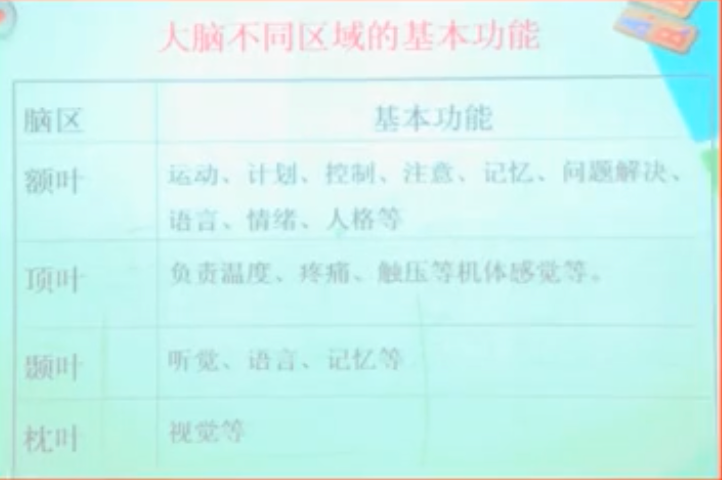 大脑不同区域的基本功能
脑区 基本功能
额叶 运动、计划、控制、注意、记忆、问题解决、
语言、情绪、人格等
顶叶 负责温度、疼痛、触压等机体感觉等。
颞叶 听觉、语言、记忆等
枕叶 视觉等